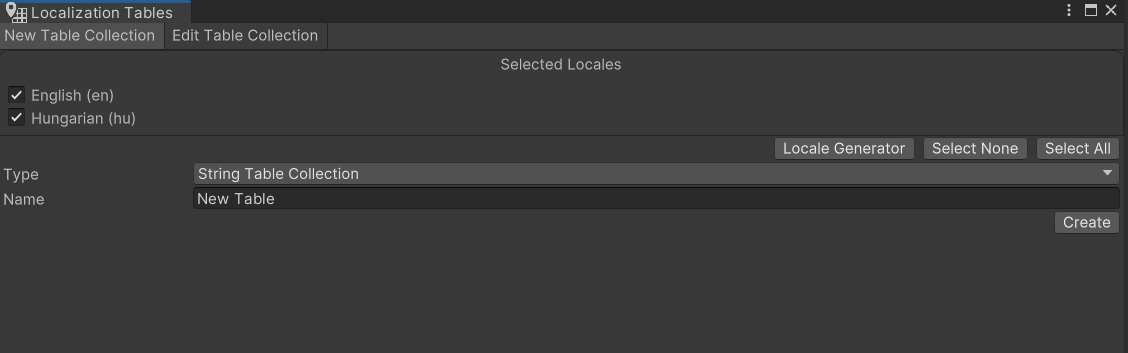 Localization Tables
New Table Collection Edit Table Collection
Selected Locales
English (en)
Hungarian (hu)
Locale Generator Select None Select All
Type String Table Collection
Name New Table
Create